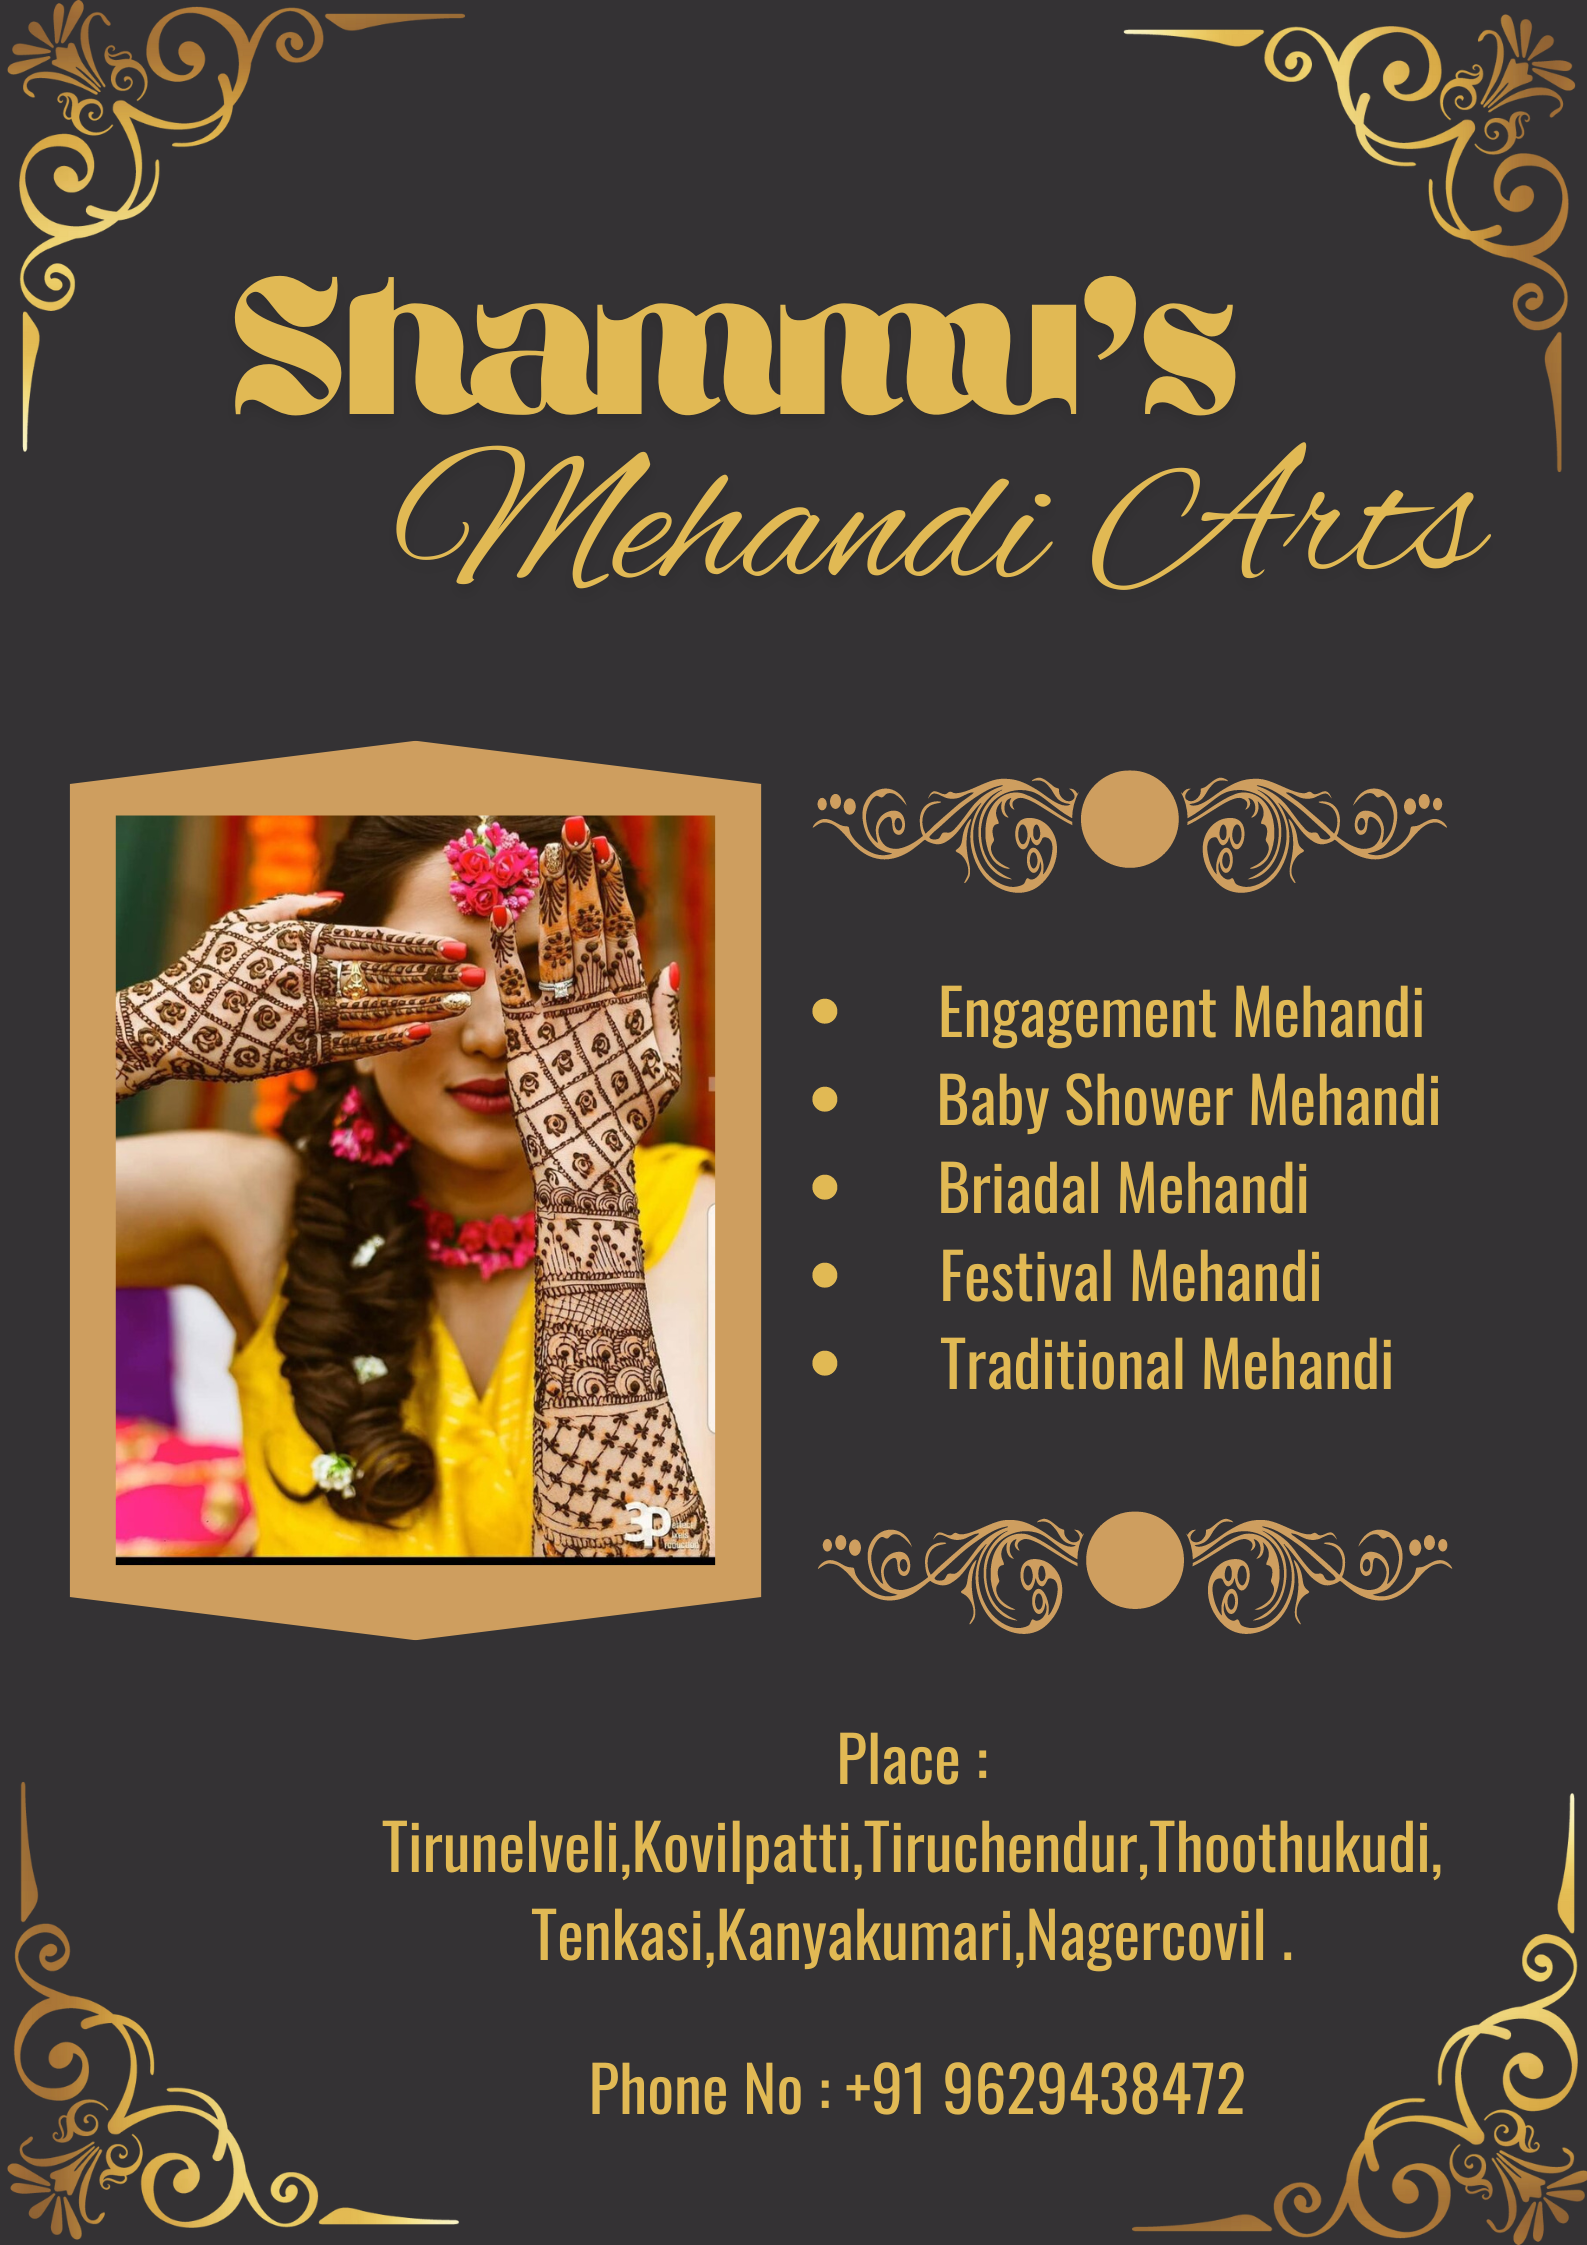 Shammu's
Mehandi Arts
Engagement Mehandi
Baby Shower Mehandi
Briadal Mehandi
Festival Mehandi
Traditional Mehandi
3P
Place :
Tirunelveli,Kovilpatti,Tiruchendur,Thoothukudi,
Tenkasi,Kanyakumari,Nagercovil .
Phone No : +91 9629438472